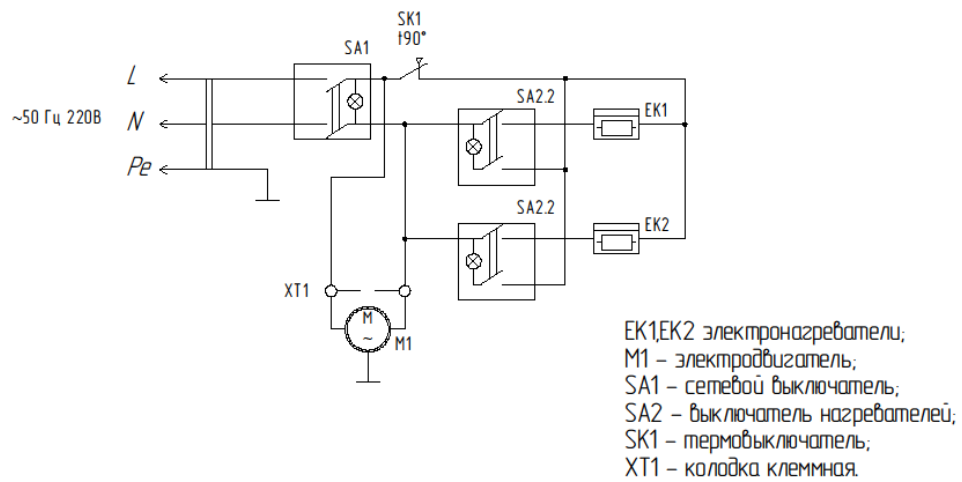 SK1
t90°
SA1
L
SA2.2
EK1
~50 Гц 220В
N
Pe
SA2.2
EK2
XT1
M
~
M1
EK1,EK2 электронагреватели;
M1 – электродвигатель;
SA1 – сетевой выключатель;
SA2 – выключатель нагревателей;
SK1 – термовыключатель;
XT1 – колодка клеммная.